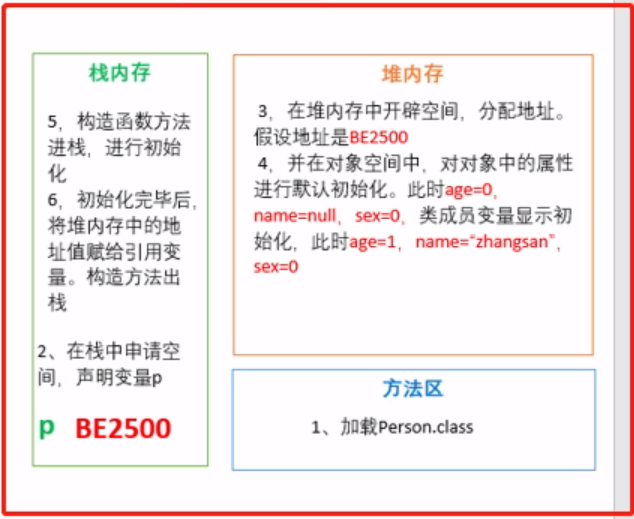 栈内存
5，构造函数方法
进栈，进行初始
化
6，初始化完毕后，
将堆内存中的地
址值赋给引用变
量。构造方法出
栈
2、在栈中申请空
间，声明变量p
p BE2500
堆内存
3，在堆内存中开辟空间，分配地址。
假设地址是BE2500
4，并在对象空间中，对对象中的属性
进行默认初始化。此时age=0，
name=null，sex=0，类成员变量显示初
始化，此时age=1，name=“zhangsan”，
sex=0
方法区
1、加载Person.class